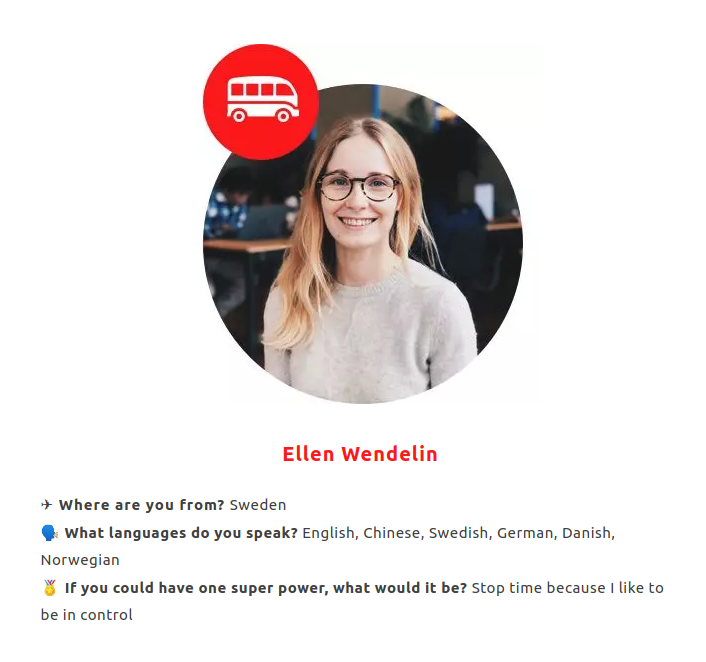 Ellen Wendelin
✈ Where are you from? Sweden
🗣 What languages do you speak? English, Chinese, Swedish, German, Danish,
Norwegian
🏅 If you could have one super power, what would it be? Stop time because I like to
be in control